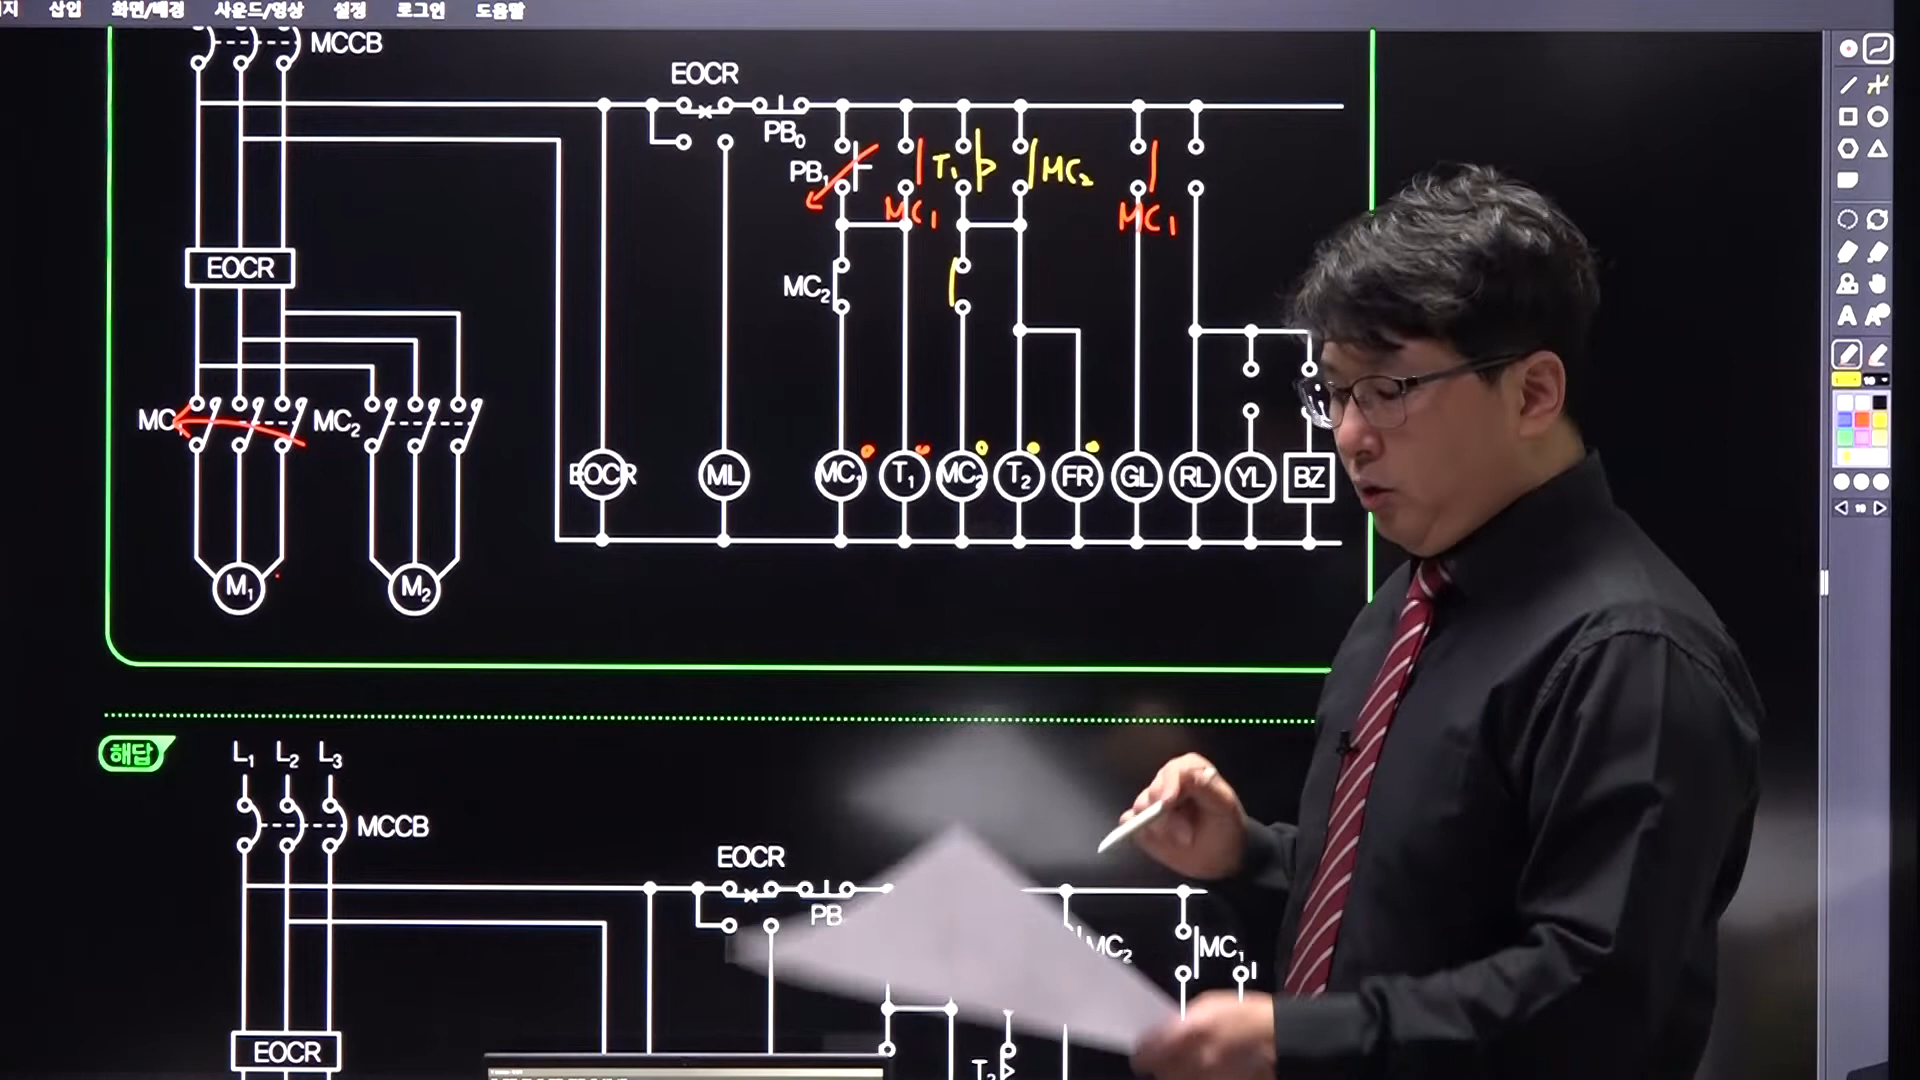 지 삽입 화면/배경 사운드/영상 설정 로그인 도움말
MCCB
EOCR
PB₀
PB₁
MC₁
T₁
MC₂
MC₁
EOCR
MC₂
MC₁
MC₂
EOCR
ML
MC₁
T₁
MC₂
T₂
FR
GL
RL
YL
BZ
M₁
M₂
해답
L₁ L₂ L₃
MCCB
EOCR
PB
MC₂
MC₁
EOCR
T₂